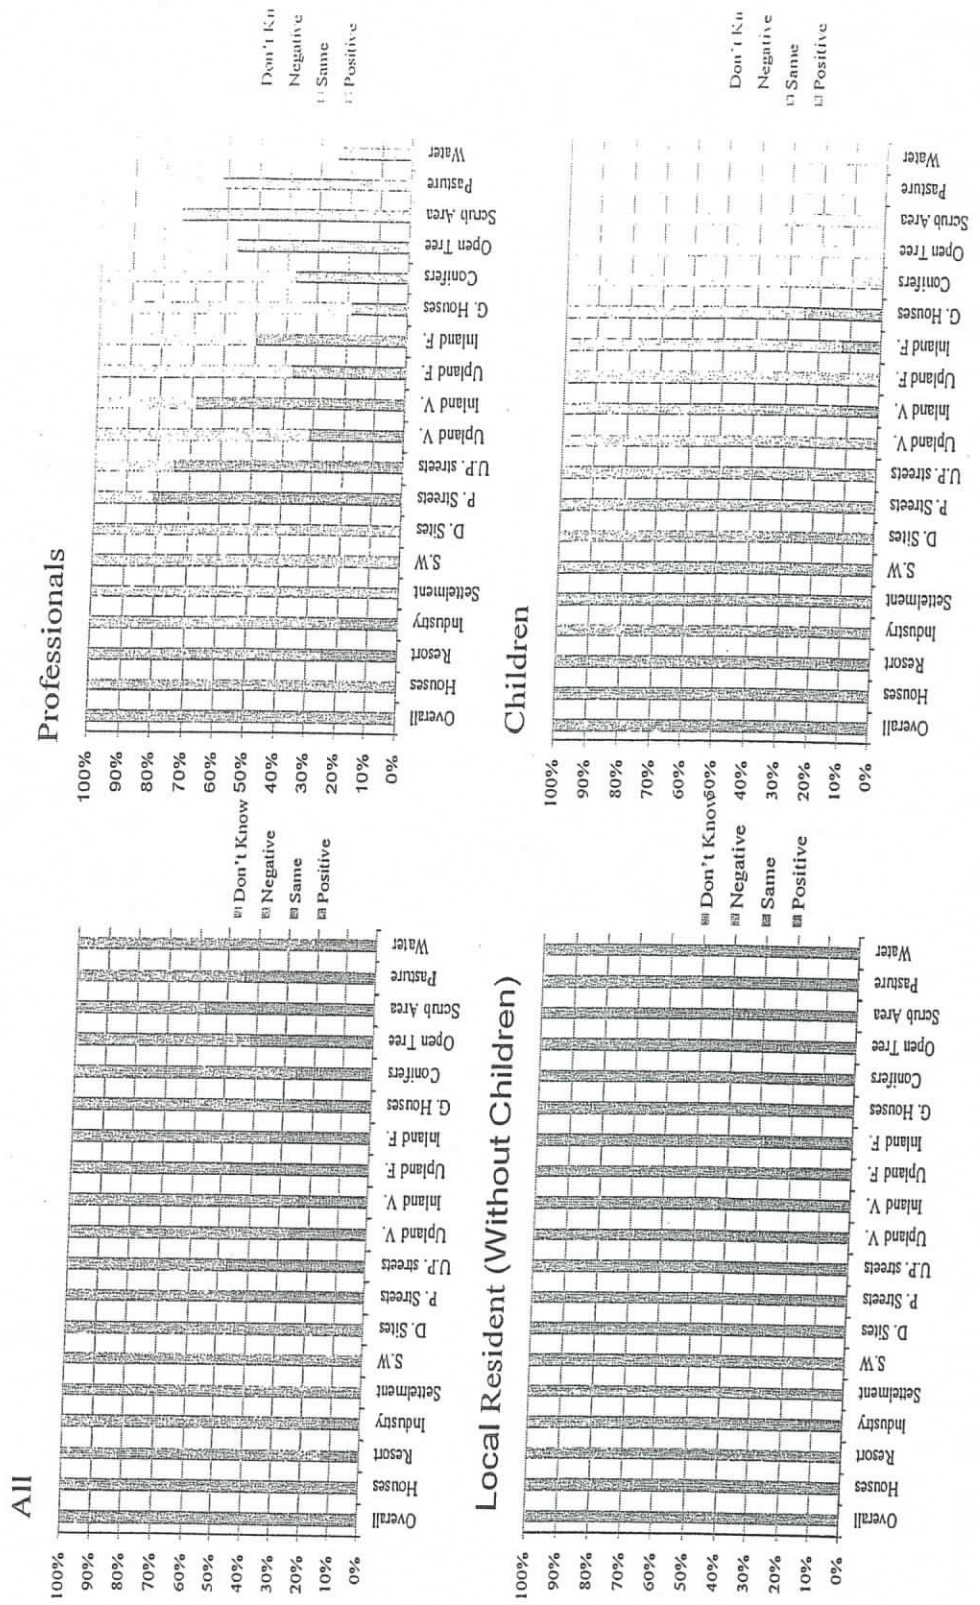 All
100%
90%
80%
70%
60%
50%
40%
30%
20%
10%
0%
Overall
Houses
Resort
Industry
Settelment
S.W
D. Sites
P. Streets
U.P. streets
Upland V.
Inland V.
Upland F.
Inland F.
G. Houses
Conifers
Open Tree
Scrub Area
Pasture
Water
Don't Know
Negative
Same
Positive
Professionals
100%
90%
80%
70%
60%
50%
40%
30%
20%
10%
0%
Overall
Houses
Resort
Industry
Settelment
S.W
D. Sites
P. Streets
U.P. streets
Upland V.
Inland V.
Upland F.
Inland F.
G. Houses
Conifers
Open Tree
Scrub Area
Pasture
Water
Don't Kn
Negative
Same
Positive
Local Resident (Without Children)
100%
90%
80%
70%
60%
50%
40%
30%
20%
10%
0%
Overall
Houses
Resort
Industry
Settelment
S.W
D. Sites
P. Streets
U.P. streets
Upland V.
Inland V.
Upland F.
Inland F.
G. Houses
Conifers
Open Tree
Scrub Area
Pasture
Water
Don't Know
Negative
Same
Positive
Children
100%
90%
80%
70%
60%
50%
40%
30%
20%
10%
0%
Overall
Houses
Resort
Industry
Settelment
S.W
D. Sites
P. Streets
U.P. streets
Upland V.
Inland V.
Upland F.
Inland F.
G. Houses
Conifers
Open Tree
Scrub Area
Pasture
Water
Don't Kn
Negative
Same
Positive